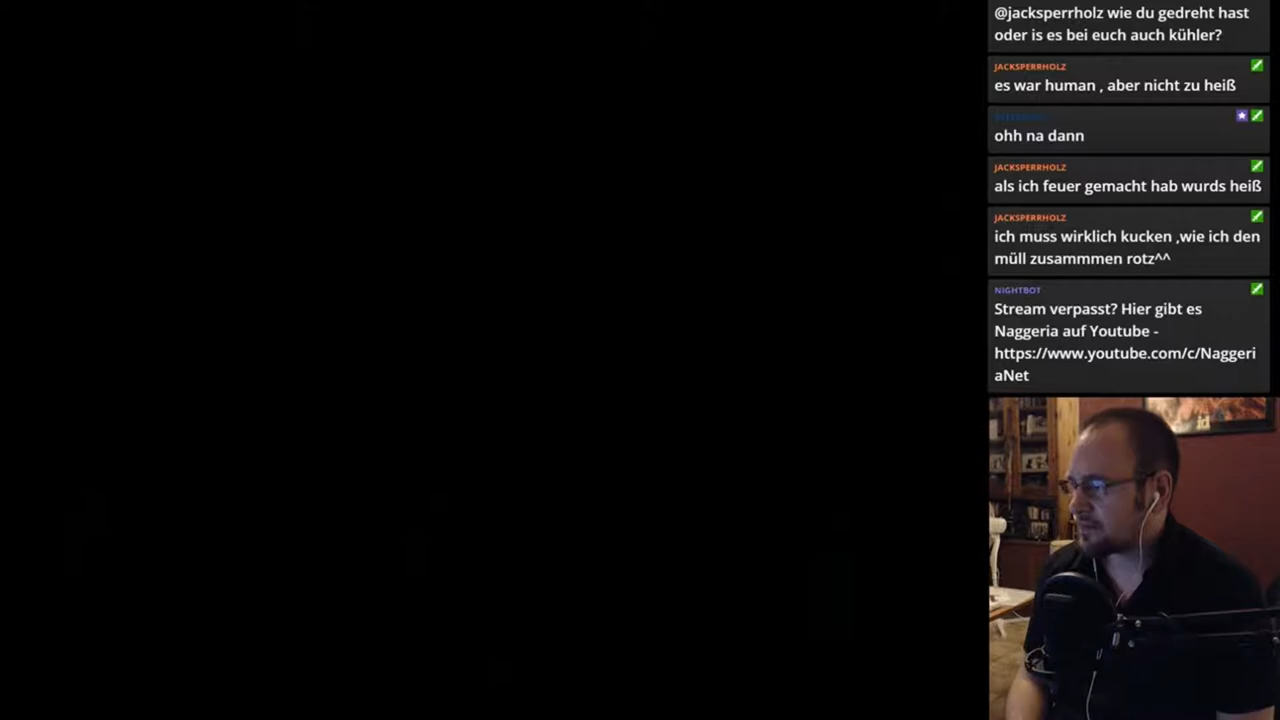 @jacksperrholz wie du gedreht hast
oder is es bei euch auch kühler?
JACKSPERRHOLZ
es war human , aber nicht zu heiß
ohh na dann
JACKSPERRHOLZ
als ich feuer gemacht hab wurds heiß
JACKSPERRHOLZ
ich muss wirklich kucken ,wie ich den
müll zusammmen rotz^^
NIGHTBOT
Stream verpasst? Hier gibt es
Naggeria auf Youtube -
https://www.youtube.com/c/Naggeri
aNet